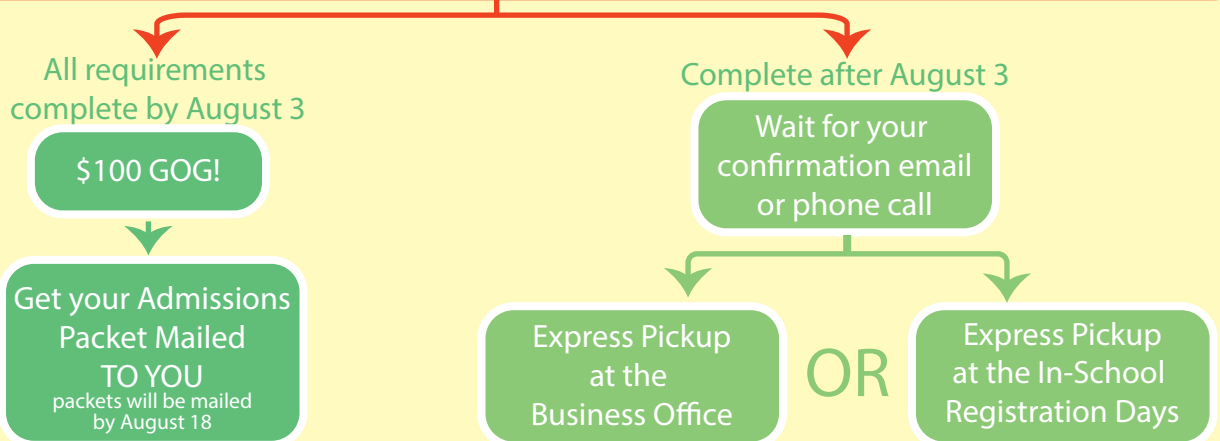 All requirements
complete by August 3
$100 GOG!
Get your Admissions
Packet Mailed
TO YOU
packets will be mailed
by August 18
Complete after August 3
Wait for your
confirmation email
or phone call
Express Pickup
at the
Business Office
OR
Express Pickup
at the In-School
Registration Days